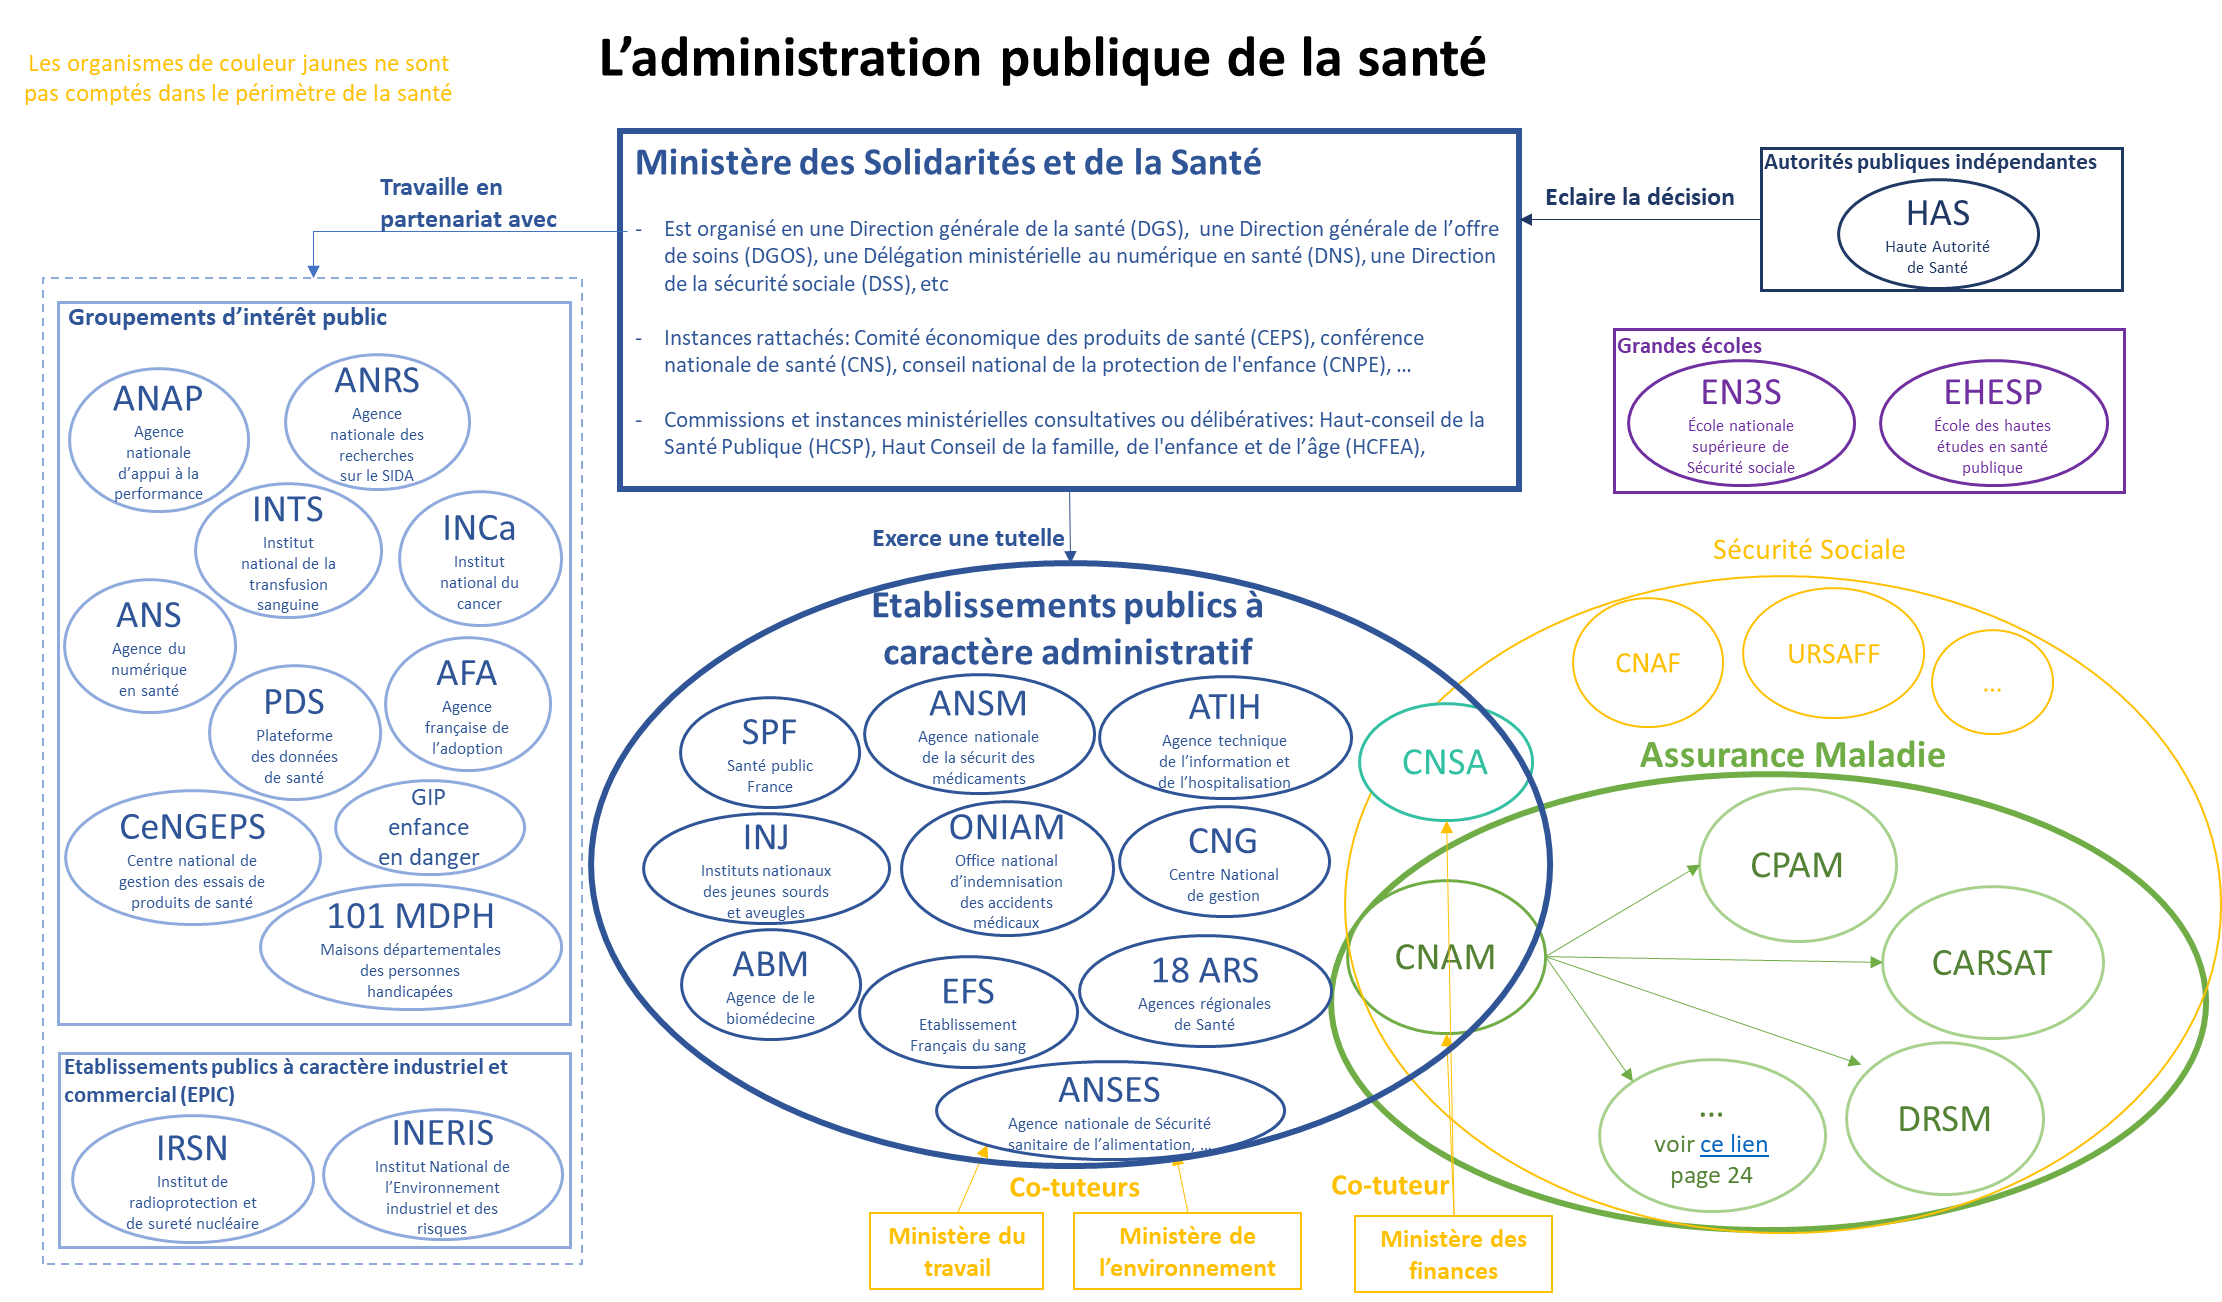 L’administration publique de la santé
Les organismes de couleur jaunes ne sont
pas comptés dans le périmètre de la santé
Ministère des Solidarités et de la Santé
- Est organisé en une Direction générale de la santé (DGS), une Direction générale de l’offre
de soins (DGOS), une Délégation ministérielle au numérique en santé (DNS), une Direction
de la sécurité sociale (DSS), etc
- Instances rattachés: Comité économique des produits de santé (CEPS), conférence
nationale de santé (CNS), conseil national de la protection de l'enfance (CNPE), …
- Commissions et instances ministérielles consultatives ou délibératives: Haut-conseil de la
Santé Publique (HCSP), Haut Conseil de la famille, de l'enfance et de l’âge (HCFEA),
Travaille en
partenariat avec
Eclaire la décision
Autorités publiques indépendantes
HAS
Haute Autorité
de Santé
Grandes écoles
EN3S
École nationale
supérieure de
Sécurité sociale
EHESP
École des hautes
études en santé
publique
Groupements d’intérêt public
ANAP
Agence
nationale
d’appui à la
performance
ANRS
Agence
nationale des
recherches
sur le SIDA
INTS
Institut
national de la
transfusion
sanguine
INCa
Institut
national du
cancer
ANS
Agence du
numérique
en santé
PDS
Plateforme
des données
de santé
AFA
Agence
française de
l’adoption
CeNGEPS
Centre national de
gestion des essais de
produits de santé
GIP
enfance
en danger
101 MDPH
Maisons départementales
des personnes
handicapées
Etablissements publics à caractère industriel et
commercial (EPIC)
IRSN
Institut de
radioprotection et
de sureté nucléaire
INERIS
Institut National de
l’Environnement
industriel et des
risques
Exerce une tutelle
Etablissements publics à
caractère administratif
SPF
Santé public
France
ANSM
Agence nationale
de la sécurit des
médicaments
ATIH
Agence technique
de l’information et
de l’hospitalisation
INJ
Instituts nationaux
des jeunes sourds
et aveugles
ONIAM
Office national
d’indemnisation
des accidents
médicaux
CNG
Centre National
de gestion
ABM
Agence de le
biomédecine
EFS
Etablissement
Français du sang
18 ARS
Agences régionales
de Santé
ANSES
Agence nationale de Sécurité
sanitaire de l’alimentation, …
Co-tuteurs
Ministère du
travail
Ministère de
l’environnement
Co-tuteur
Ministère des
finances
Sécurité Sociale
CNAF
URSAFF
…
CNSA
Assurance Maladie
CNAM
CPAM
CARSAT
DRSM
…
voir ce lien
page 24